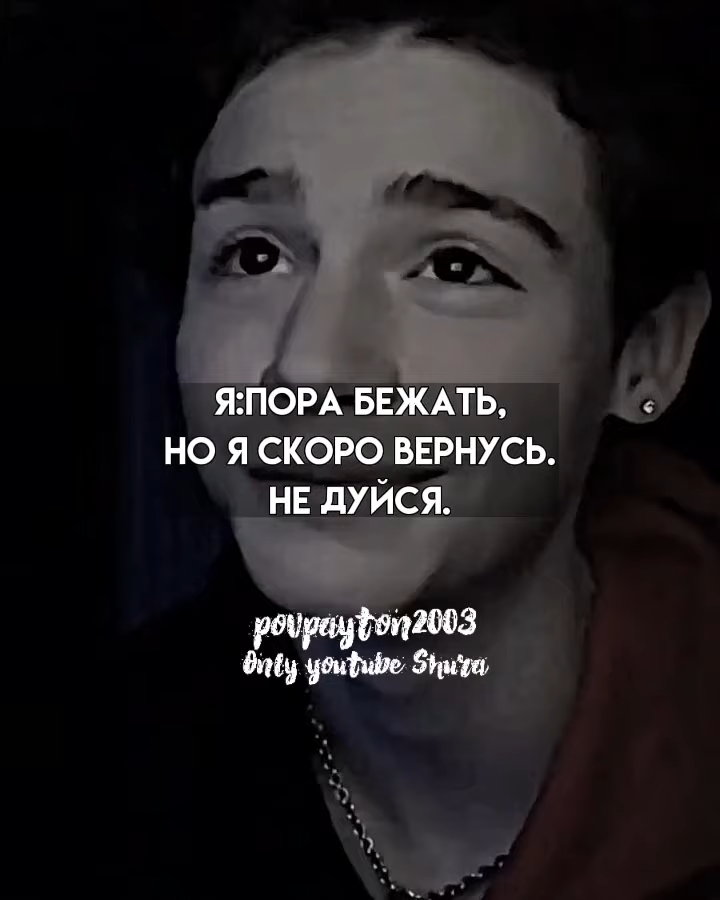 Я:ПОРА БЕЖАТЬ,
НО Я СКОРО ВЕРНУСЬ.
НЕ ДУЙСЯ.
povpayton2003
Only youtube Shura